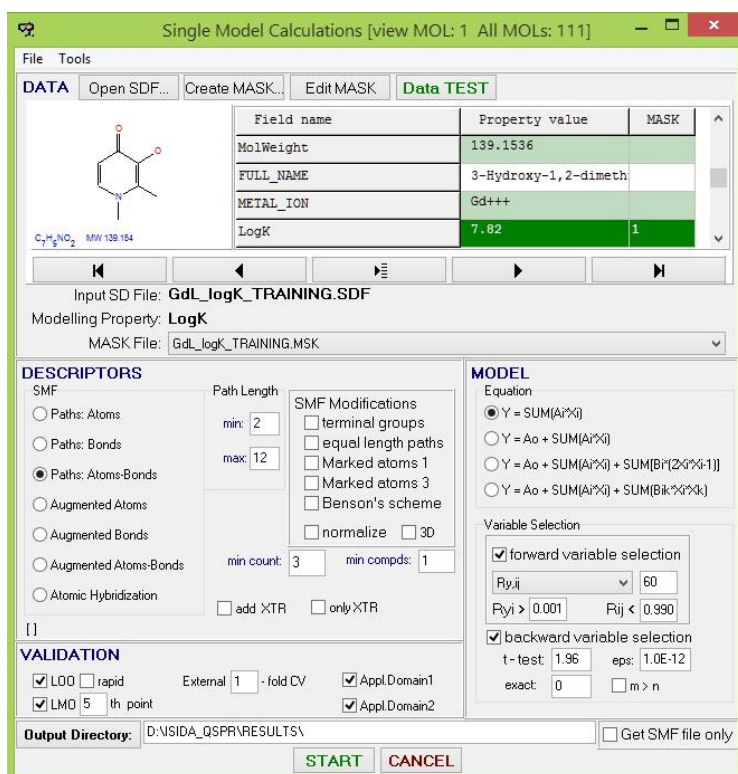 Single Model Calculations [view MOL: 1 All MOLs: 111]
File Tools
DATA Open SDF... Create MASK... Edit MASK Data TEST
Field name Property value MASK
MolWeight 139.1536
FULL_NAME 3-Hydroxy-1,2-dimeth
METAL_ION Gd+++
LogK 7.82 1
O
O
N
C7H9NO2 MW 139.154
Input SD File: GdL_logK_TRAINING.SDF
Modelling Property: LogK
MASK File: GdL_logK_TRAINING.MSK
DESCRIPTORS
SMF
Paths: Atoms
Paths: Bonds
Paths: Atoms-Bonds
Augmented Atoms
Augmented Bonds
Augmented Atoms-Bonds
Atomic Hybridization
[ ]
Path Length
min: 2
max: 12
SMF Modifications
terminal groups
equal length paths
Marked atoms 1
Marked atoms 3
Benson's scheme
normalize 3D
min count: 3 min compds: 1
add XTR only XTR
MODEL
Equation
Y = SUM(Ai*Xi)
Y = Ao + SUM(Ai*Xi)
Y = Ao + SUM(Ai*Xi) + SUM[Bi*(2Xi*Xi-1)]
Y = Ao + SUM(Ai*Xi) + SUM(Bik*Xi*Xk)
Variable Selection
forward variable selection
Ry,ij 60
Ryi > 0.001 Rij < 0.990
backward variable selection
t-test: 1.96 eps: 1.0E-12
exact: 0 m > n
VALIDATION
LOO rapid External 1 - fold CV Appl.Domain1
LMO 5 th point Appl.Domain2
Output Directory: D:\ISIDA_QSPR\RESULTS\ Get SMF file only
START CANCEL